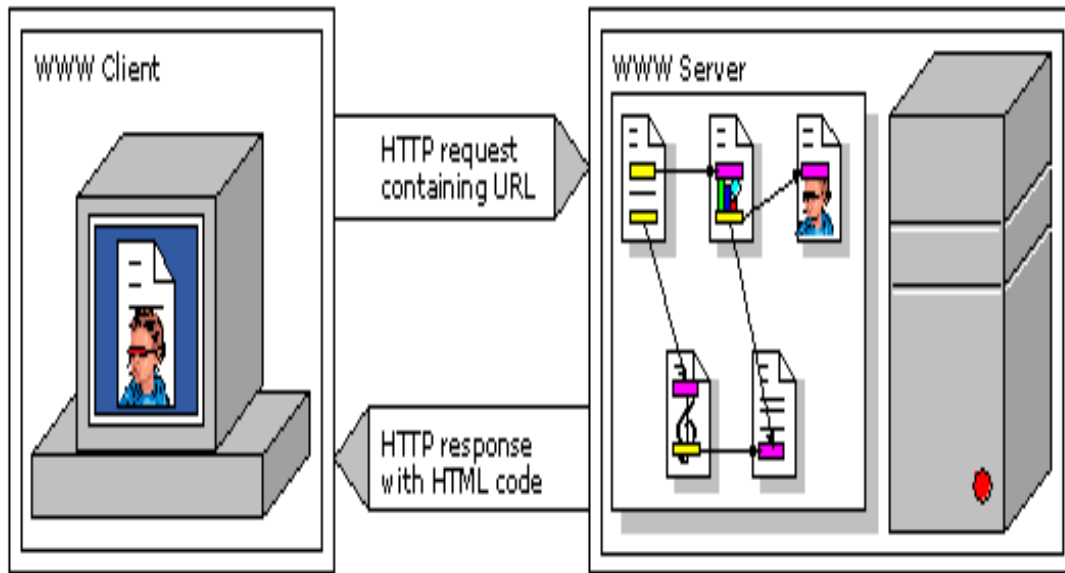 WWW Client
WWW Server
HTTP request
containing URL
HTTP response
with HTML code